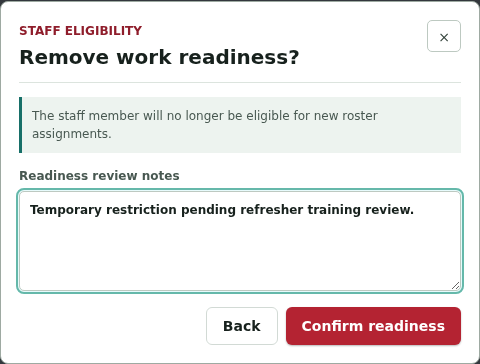 STAFF ELIGIBILITY
Remove work readiness?
×
The staff member will no longer be eligible for new roster
assignments.
Readiness review notes
Temporary restriction pending refresher training review.
Back
Confirm readiness